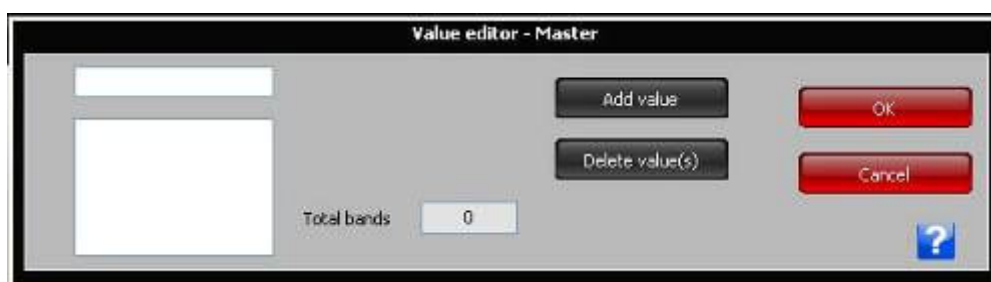 Value editor - Master
Add value
OK
Delete value(s)
Cancel
Total bands 0
?